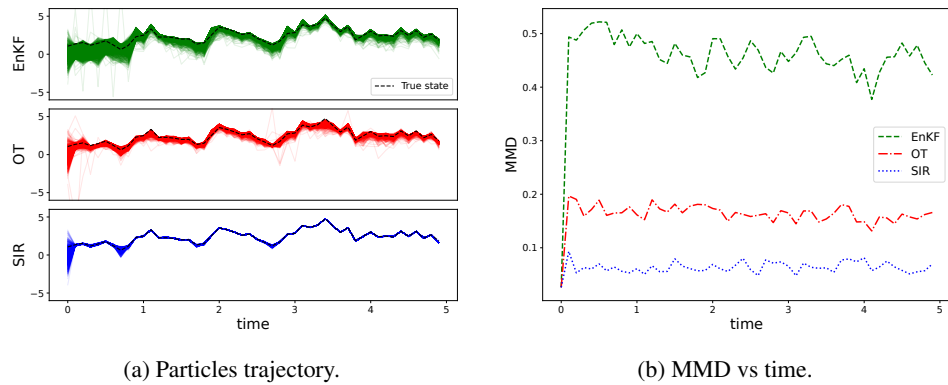 5
0
−5
EnKF
True state
5
0
−5
OT
5
0
−5
SIR
0 1 2 3 4 5
time
0.5
0.4
0.3
0.2
0.1
MMD
EnKF
OT
SIR
0 1 2 3 4 5
time
(a) Particles trajectory.
(b) MMD vs time.